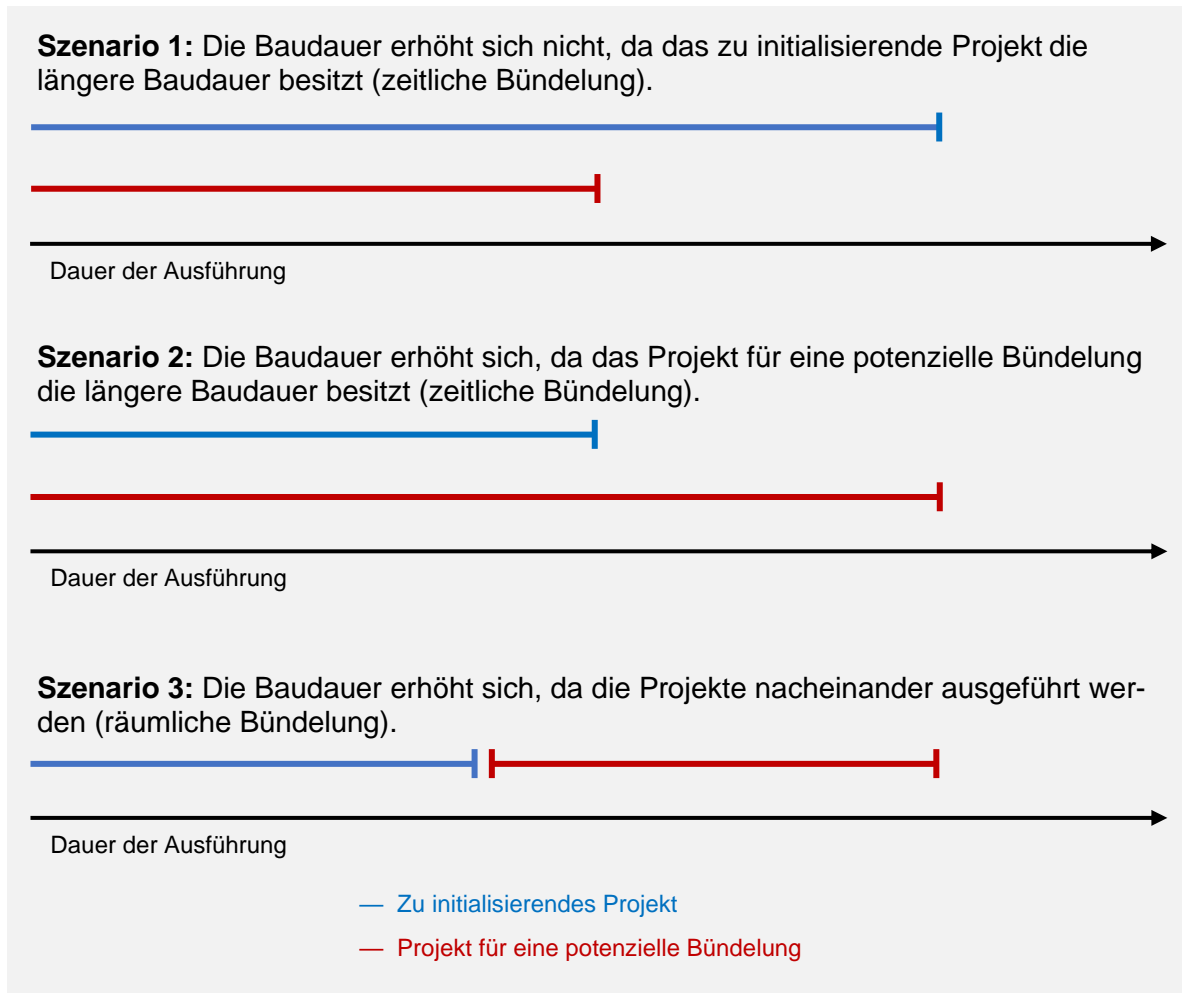 Szenario 1: Die Baudauer erhöht sich nicht, da das zu initialisierende Projekt die
längere Baudauer besitzt (zeitliche Bündelung).
Dauer der Ausführung
Szenario 2: Die Baudauer erhöht sich, da das Projekt für eine potenzielle Bündelung
die längere Baudauer besitzt (zeitliche Bündelung).
Dauer der Ausführung
Szenario 3: Die Baudauer erhöht sich, da die Projekte nacheinander ausgeführt wer-
den (räumliche Bündelung).
Dauer der Ausführung
— Zu initialisierendes Projekt
— Projekt für eine potenzielle Bündelung